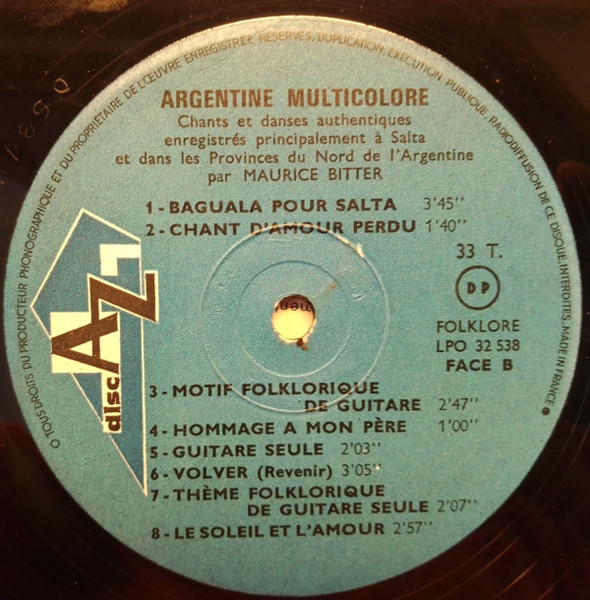 O TOUS DROITS DU PRODUCTEUR PHONOGRAPHIQUE ET DU PROPRIETAIRE DE L'ŒUVRE ENREGISTREE RESERVES. DUPLICATION, EXECUTION PUBLIQUE, RADIODIFFUSION DE CE DISQUE INTERDITES. MADE IN FRANCE
ARGENTINE MULTICOLORE
Chants et danses authentiques
enregistrés principalement à Salta
et dans les Provinces du Nord de l'Argentine
par MAURICE BITTER
1 - BAGUALA POUR SALTA 3'45''
2 - CHANT D'AMOUR PERDU 1'40''
33 T.
DP
FOLKLORE
LPO 32 538
FACE B
disc AZ 1
3 - MOTIF FOLKLORIQUE
DE GUITARE 2'47''
4 - HOMMAGE A MON PÈRE 1'00''
5 - GUITARE SEULE 2'03''
6 - VOLVER (Revenir) 3'05''
7 - THÈME FOLKLORIQUE
DE GUITARE SEULE 2'07''
8 - LE SOLEIL ET L'AMOUR 2'57''